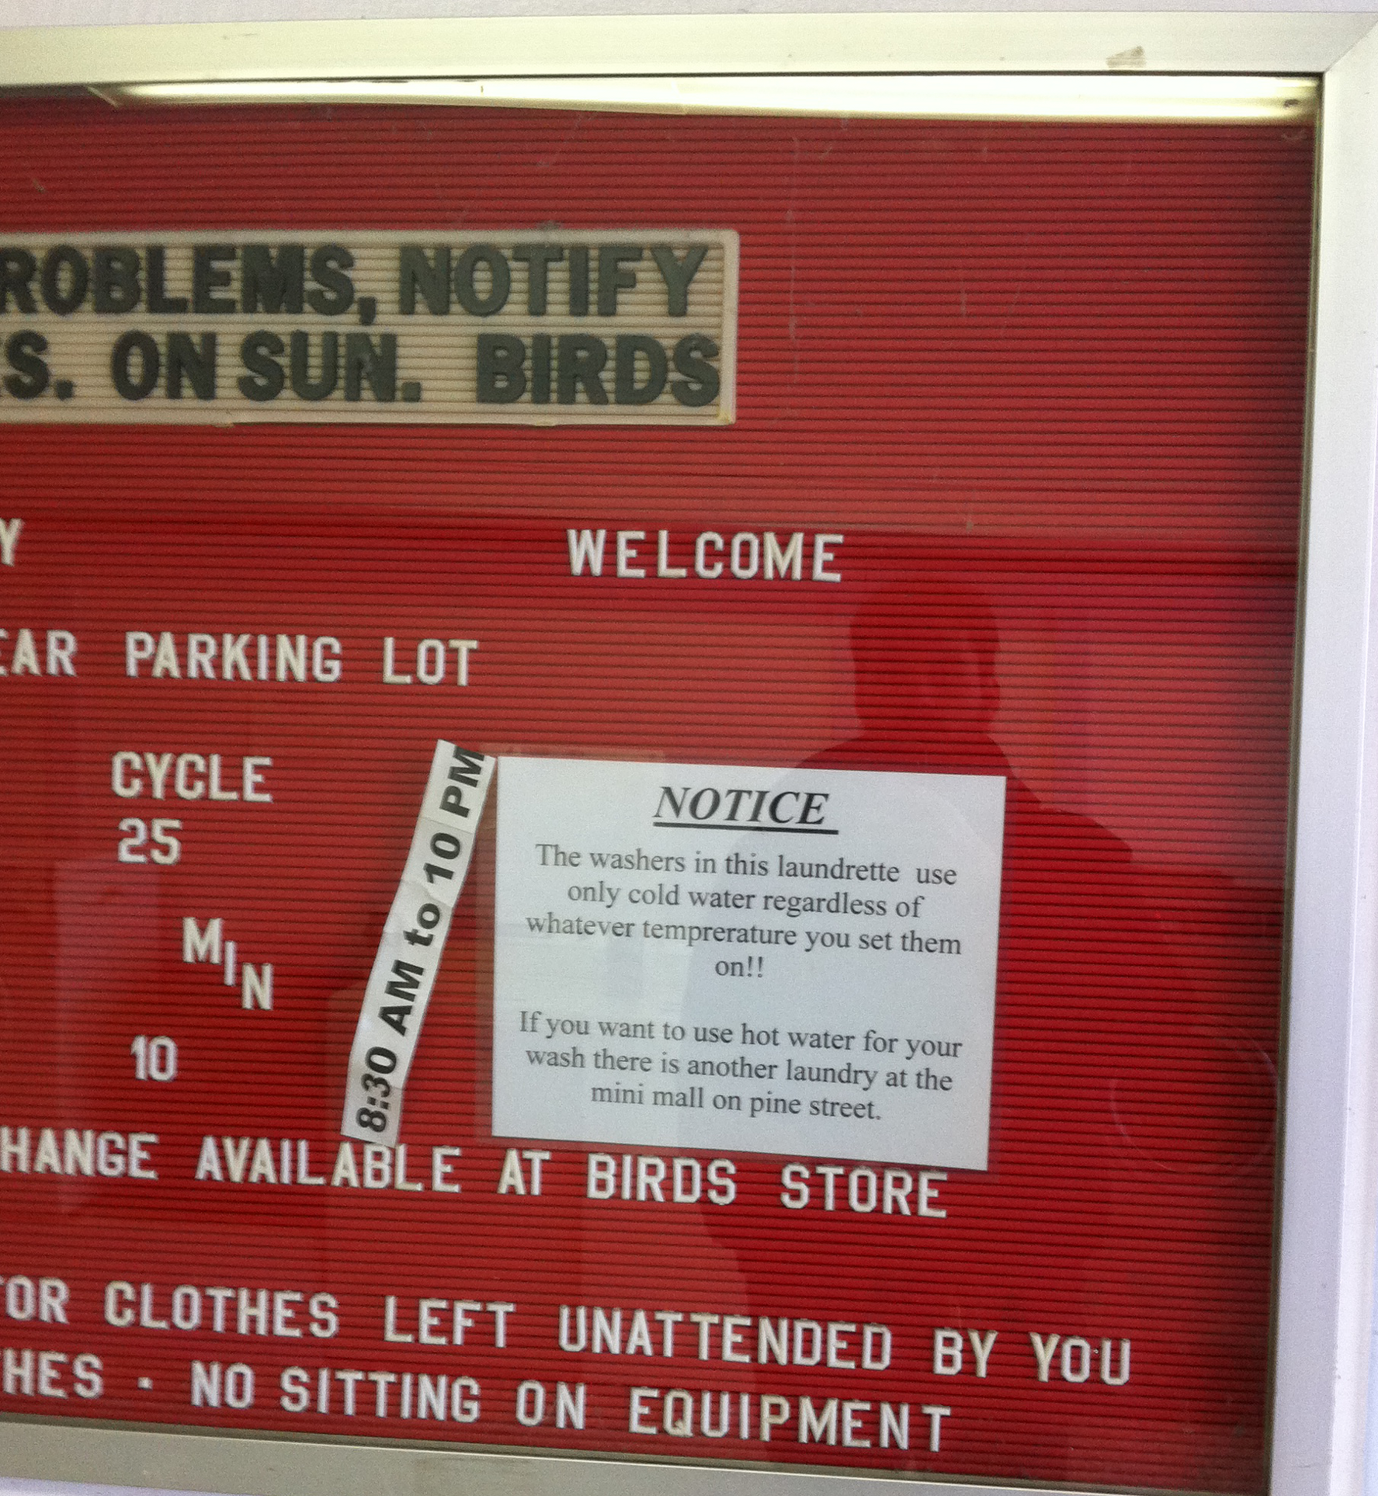 ROBLEMS, NOTIFY
S. ON SUN. BIRDS
Y
WELCOME
EAR PARKING LOT
CYCLE
25
MIN
10
8:30 AM to 10 PM
NOTICE
The washers in this laundrette use
only cold water regardless of
whatever temprerature you set them
on!!
If you want to use hot water for your
wash there is another laundry at the
mini mall on pine street.
HANGE AVAILABLE AT BIRDS STORE
FOR CLOTHES LEFT UNATTENDED BY YOU
HES - NO SITTING ON EQUIPMENT